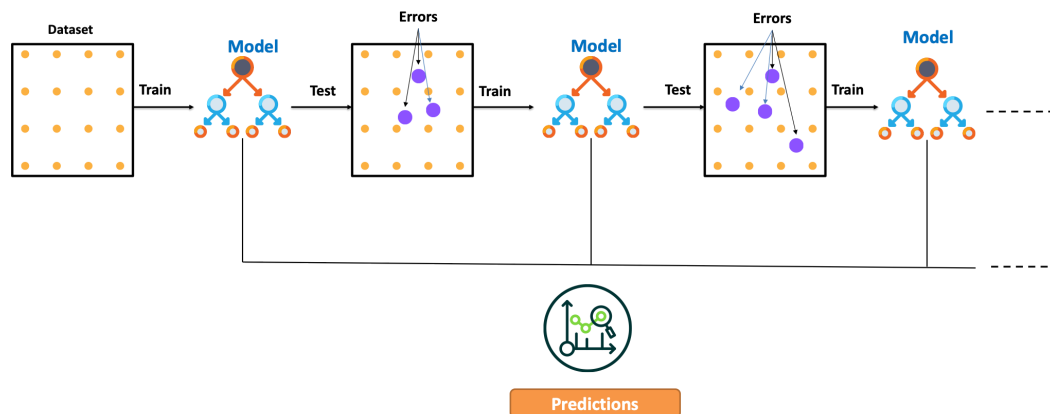 Dataset
Train
Model
Test
Errors
Train
Model
Test
Errors
Train
Model
Predictions